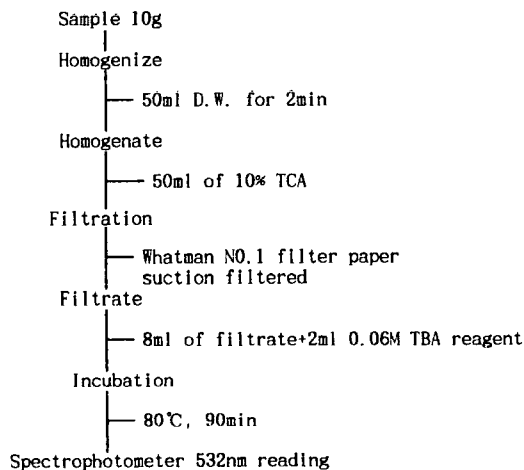 Sample 10g
Homogenize
50ml D.W. for 2min
Homogenate
50ml of 10% TCA
Filtration
Whatman NO.1 filter paper
suction filtered
Filtrate
8ml of filtrate+2ml 0.06M TBA reagent
Incubation
80℃, 90min
Spectrophotometer 532nm reading